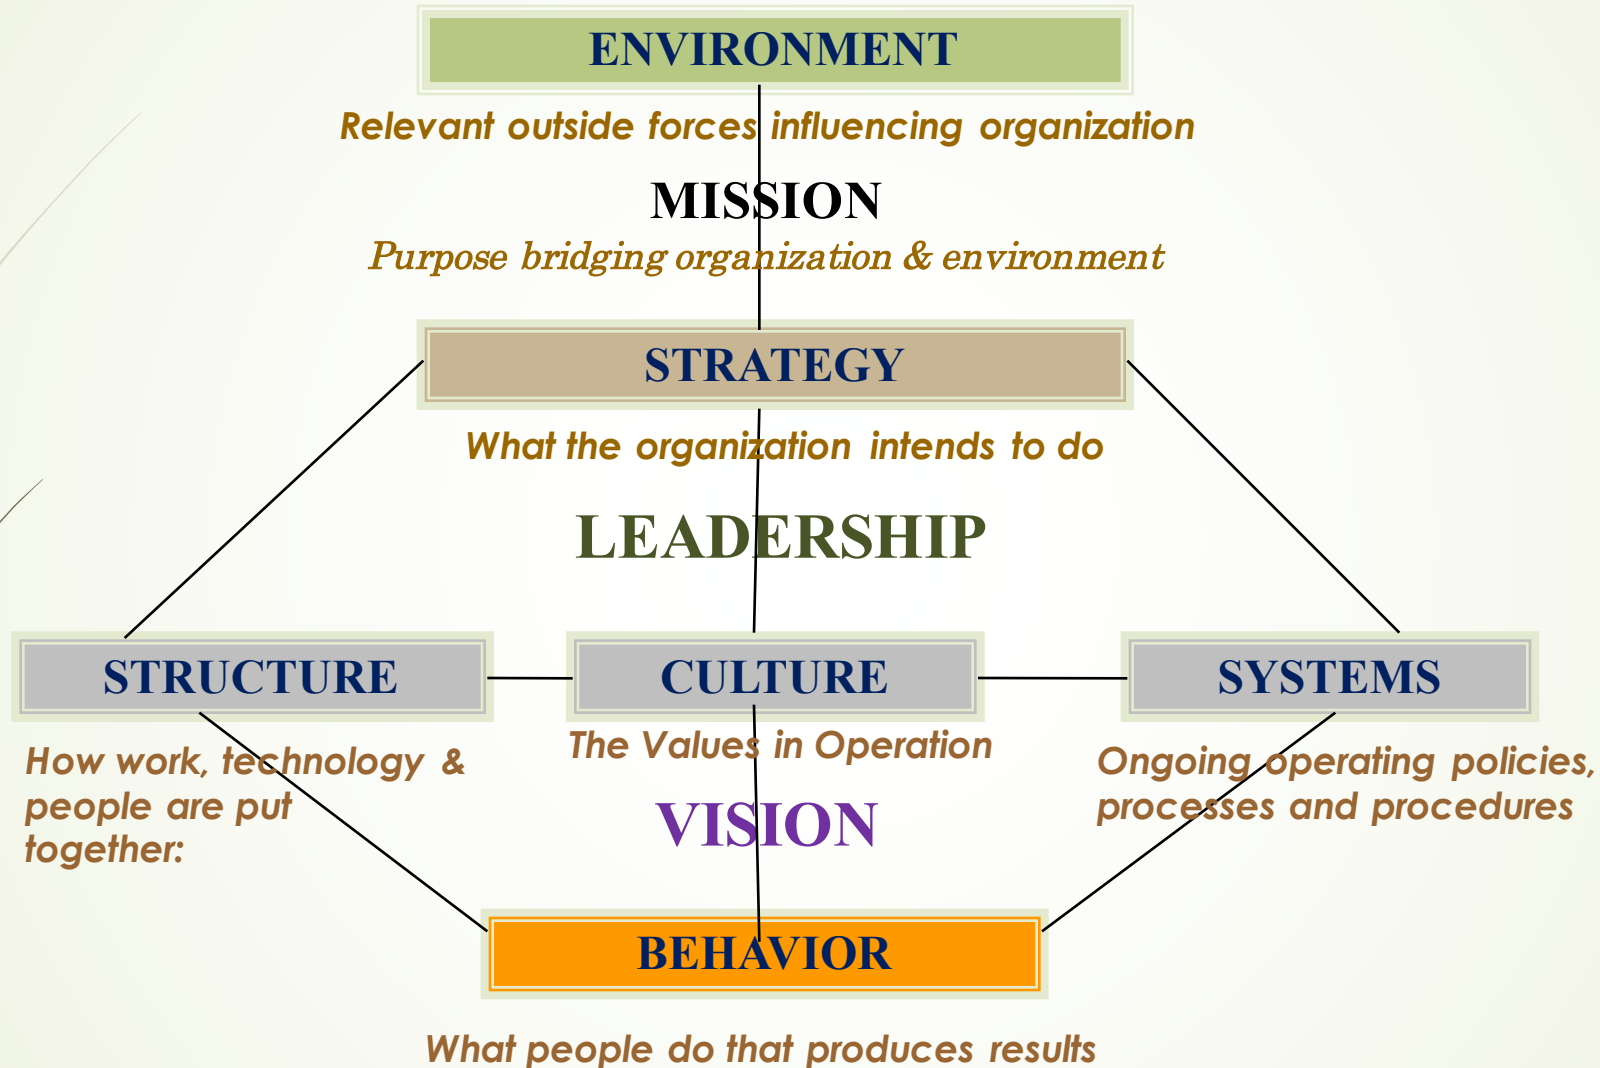 ENVIRONMENT
Relevant outside forces influencing organization
MISSION
Purpose bridging organization & environment
STRATEGY
What the organization intends to do
LEADERSHIP
STRUCTURE
CULTURE
SYSTEMS
How work, technology &
people are put
together:
The Values in Operation
Ongoing operating policies,
processes and procedures
VISION
BEHAVIOR
What people do that produces results